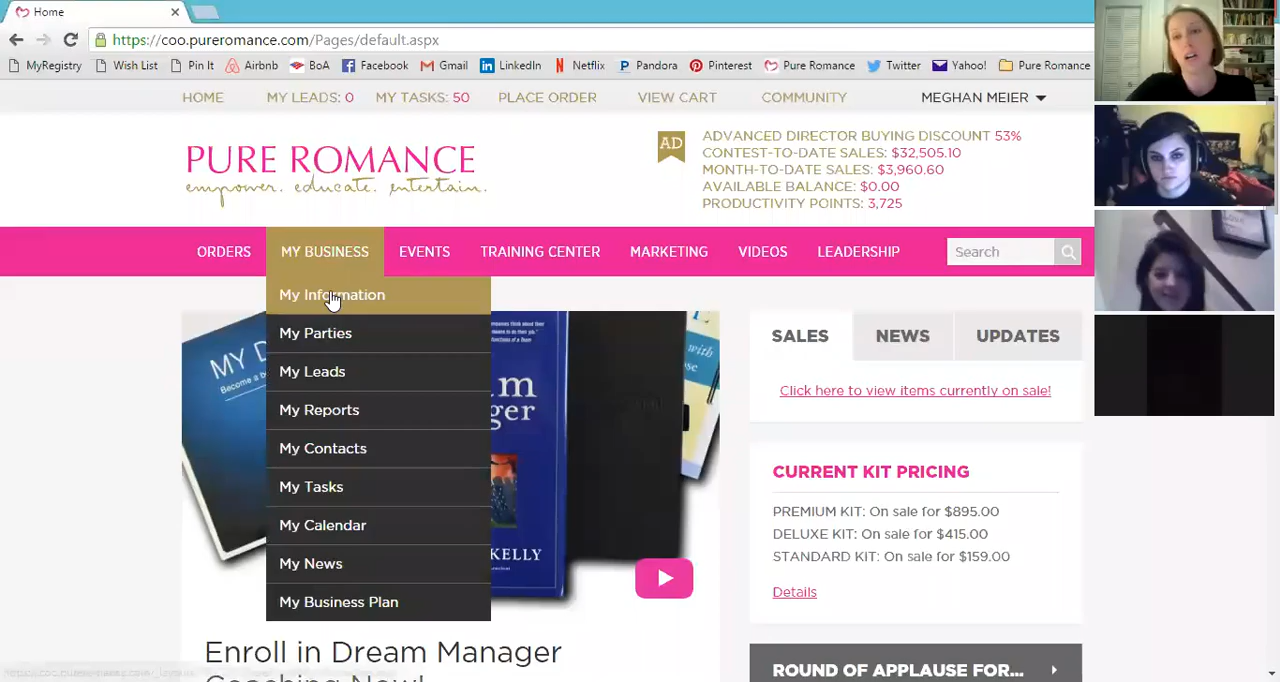 Home
https://coo.pureromance.com/Pages/default.aspx
MyRegistry Wish List Pin It Airbnb BoA Facebook Gmail LinkedIn Netflix Pandora Pinterest Pure Romance Twitter Yahoo! Pure Romance
HOME MY LEADS: 0 MY TASKS: 50 PLACE ORDER VIEW CART COMMUNITY MEGHAN MEIER
PURE ROMANCE
empower. educate. entertain.
AD
ADVANCED DIRECTOR BUYING DISCOUNT 53%
CONTEST-TO-DATE SALES: $32,505.10
MONTH-TO-DATE SALES: $3,960.60
AVAILABLE BALANCE: $0.00
PRODUCTIVITY POINTS: 3,725
ORDERS MY BUSINESS EVENTS TRAINING CENTER MARKETING VIDEOS LEADERSHIP Search
My Information
My Parties
My Leads
My Reports
My Contacts
My Tasks
My Calendar
My News
My Business Plan
MY D
Become a b
with
KELLY
Enroll in Dream Manager
Coaching Now!
SALES NEWS UPDATES
Click here to view items currently on sale!
CURRENT KIT PRICING
PREMIUM KIT: On sale for $895.00
DELUXE KIT: On sale for $415.00
STANDARD KIT: On sale for $159.00
Details
ROUND OF APPLAUSE FOR...